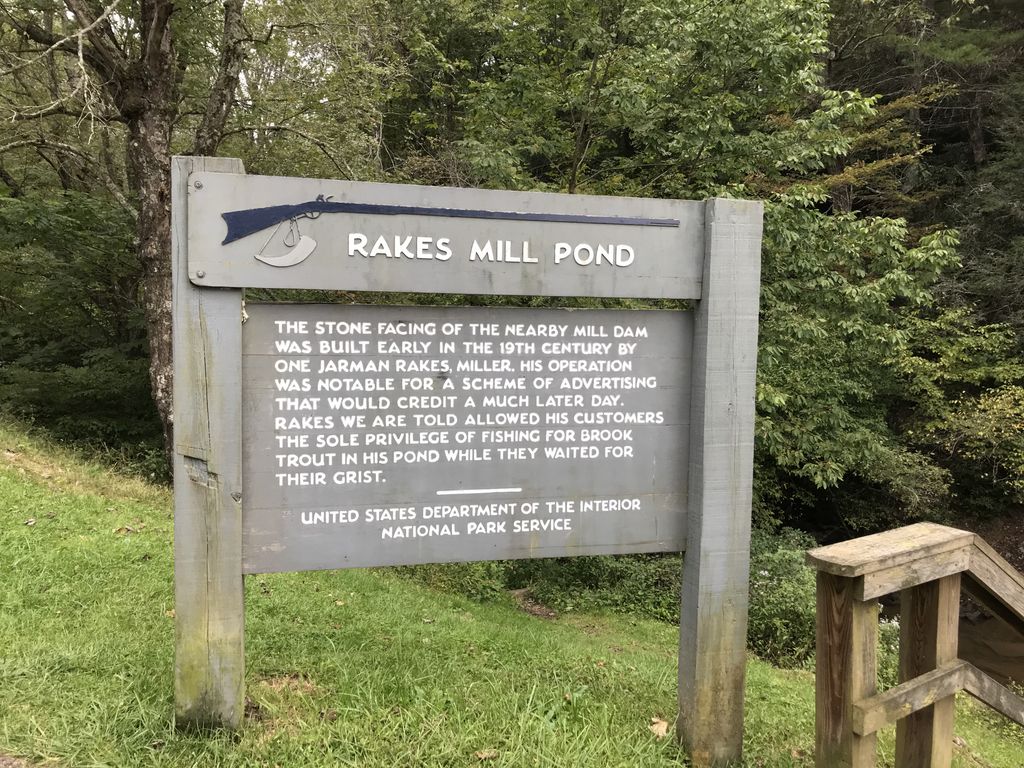 RAKES MILL POND
THE STONE FACING OF THE NEARBY MILL DAM
WAS BUILT EARLY IN THE 19TH CENTURY BY
ONE JARMAN RAKES, MILLER. HIS OPERATION
WAS NOTABLE FOR A SCHEME OF ADVERTISING
THAT WOULD CREDIT A MUCH LATER DAY.
RAKES WE ARE TOLD ALLOWED HIS CUSTOMERS
THE SOLE PRIVILEGE OF FISHING FOR BROOK
TROUT IN HIS POND WHILE THEY WAITED FOR
THEIR GRIST.
UNITED STATES DEPARTMENT OF THE INTERIOR
NATIONAL PARK SERVICE